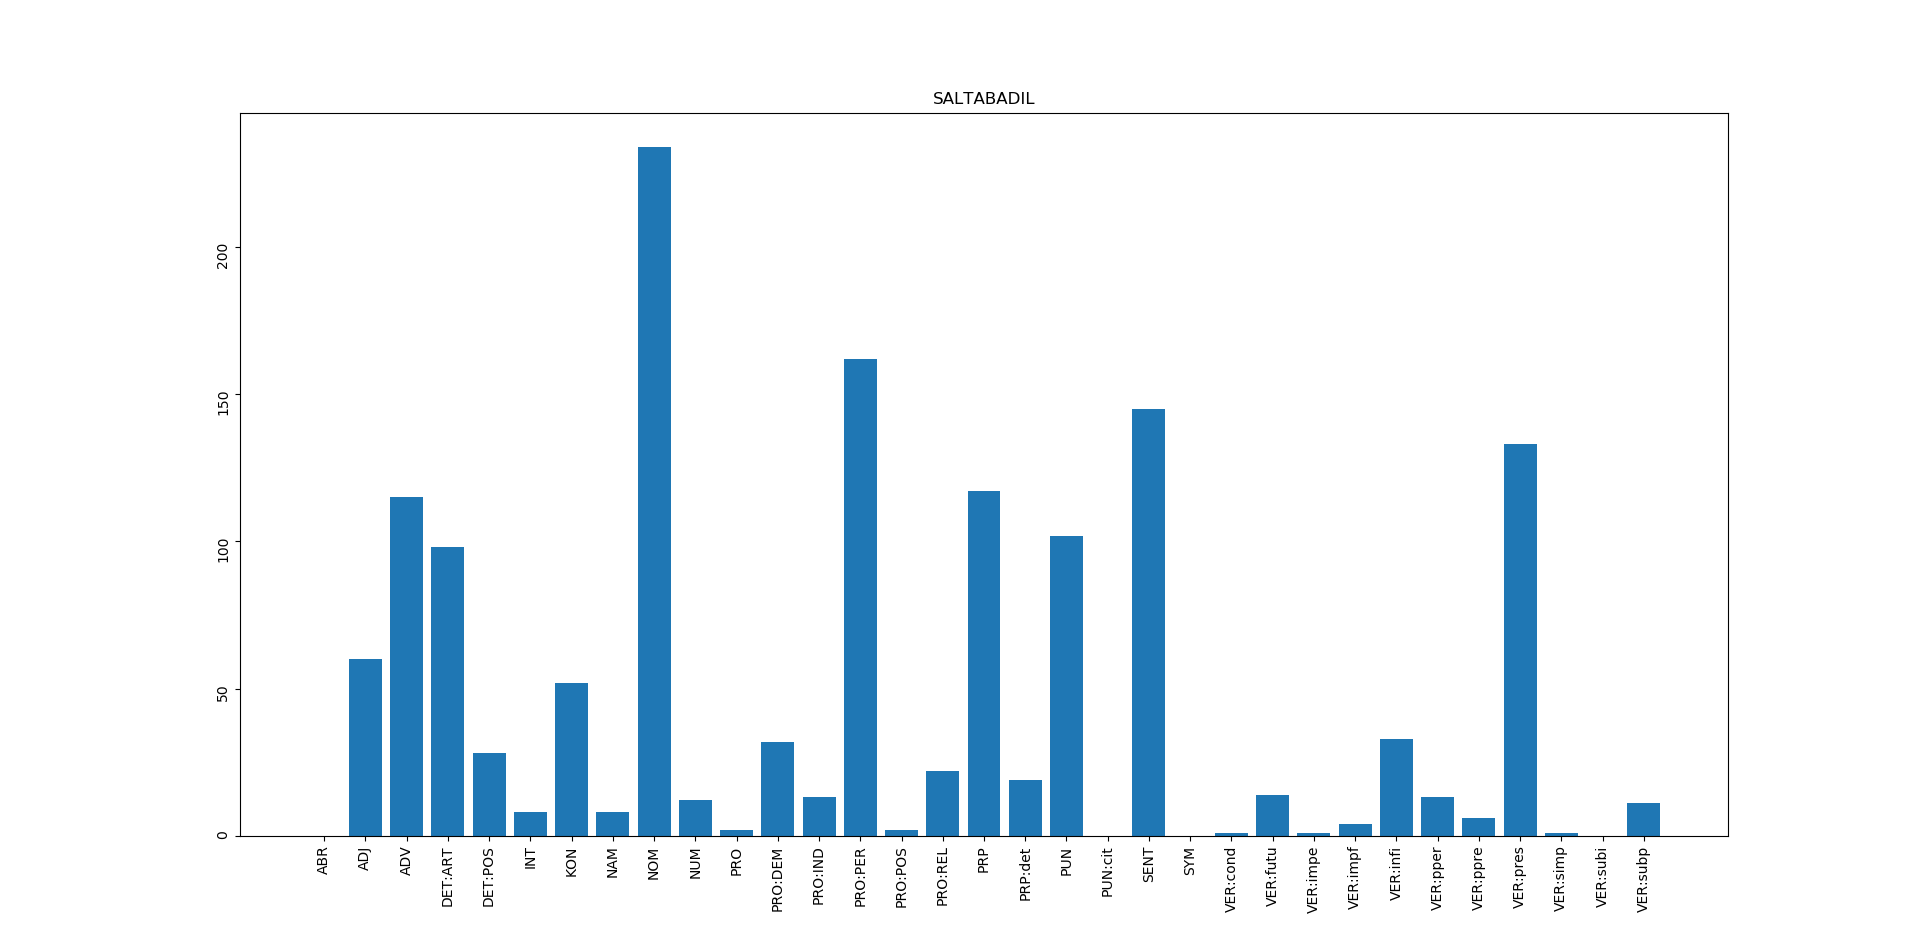 SALTABADIL
200
150
100
50
0
ABR
ADJ
ADV
DET:ART
DET:POS
INT
KON
NAM
NOM
NUM
PRO
PRO:DEM
PRO:IND
PRO:PER
PRO:POS
PRO:REL
PRP
PRP:det
PUN
PUN:cit
SENT
SYM
VER:cond
VER:futu
VER:impe
VER:impf
VER:infi
VER:pper
VER:ppre
VER:pres
VER:simp
VER:subi
VER:subp